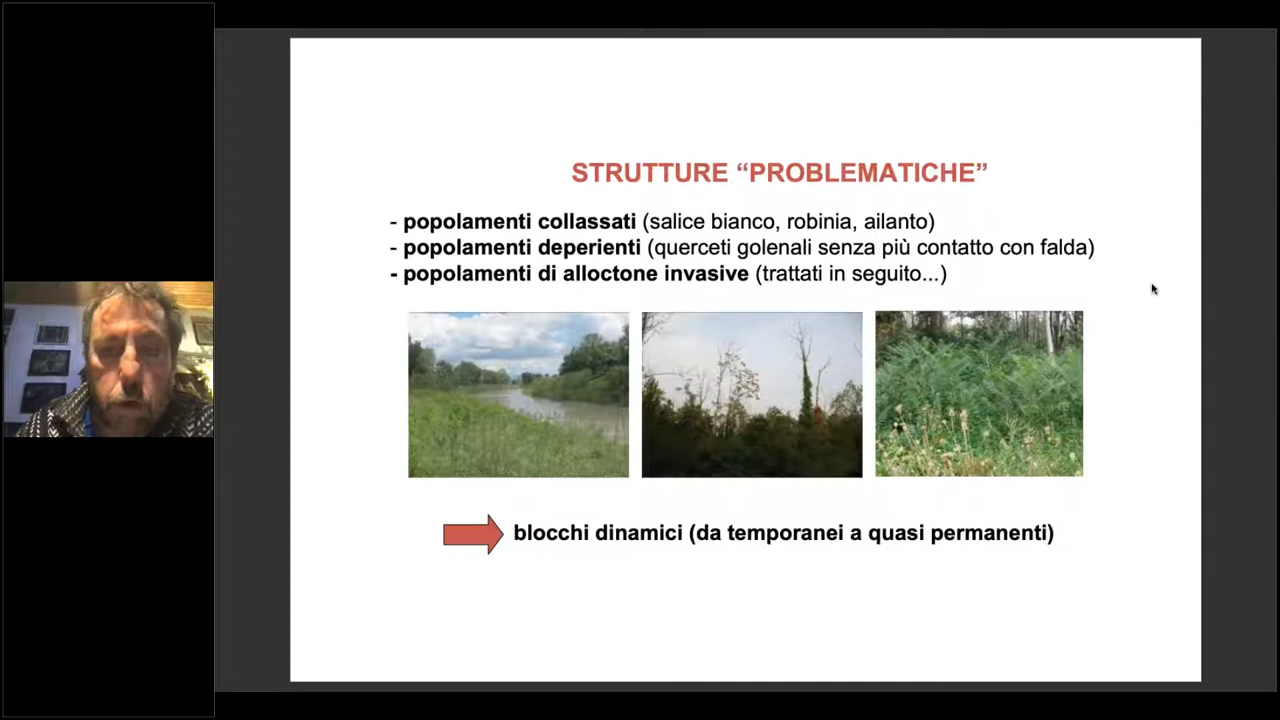 STRUTTURE “PROBLEMATICHE”
- popolamenti collassati (salice bianco, robinia, ailanto)
- popolamenti deperienti (querceti golenali senza più contatto con falda)
- popolamenti di alloctone invasive (trattati in seguito...)
blocchi dinamici (da temporanei a quasi permanenti)